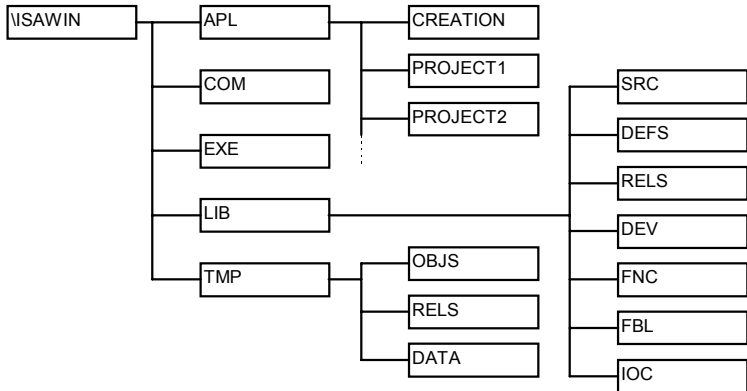 \ISAWIN
APL
CREATION
PROJECT1
PROJECT2
COM
EXE
LIB
SRC
DEFS
RELS
DEV
FNC
FBL
IOC
TMP
OBJS
RELS
DATA